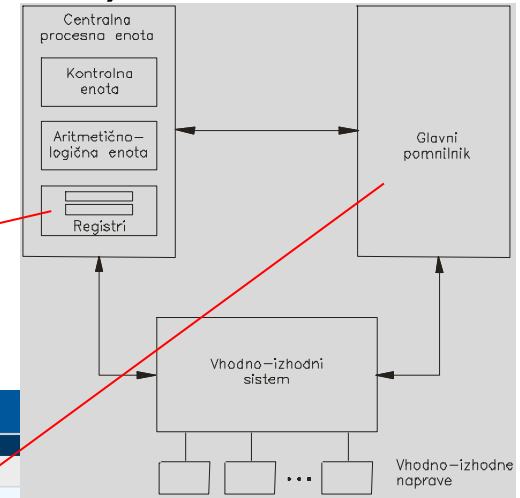 Centralna
procesna enota
Kontrolna
enota
Aritmetično-
logična enota
Registri
Glavni
pomnilnik
Vhodno-izhodni
sistem
Vhodno-izhodne
naprave